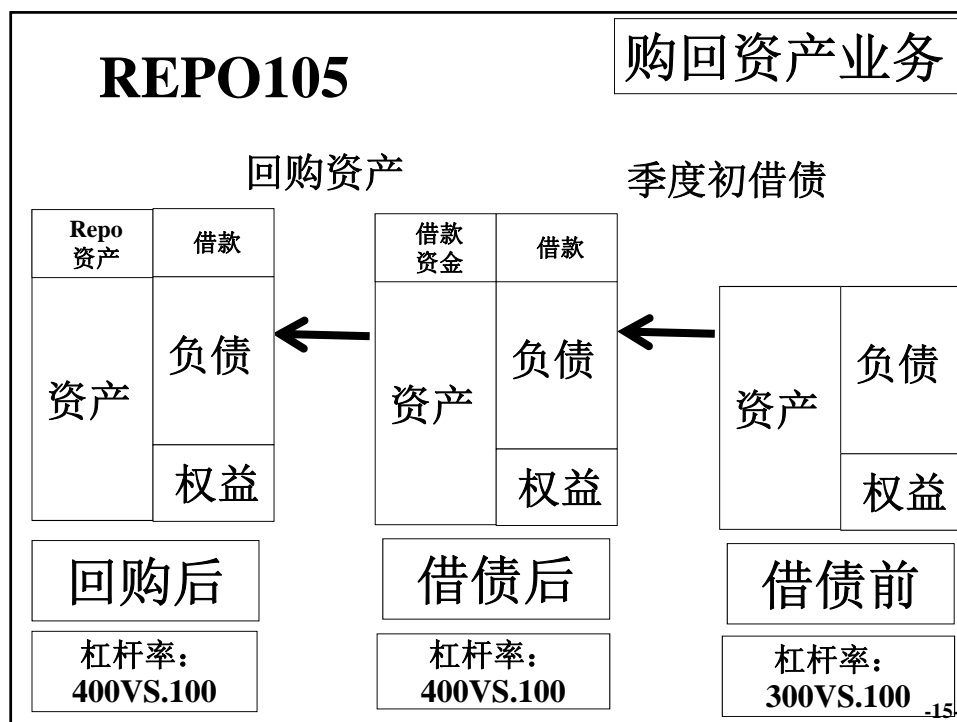 REPO105
购回资产业务
回购资产
季度初借债
Repo
资产
借款
资产
负债
权益
借款
资金
借款
资产
负债
权益
资产
负债
权益
回购后
借债后
借债前
杠杆率：
400VS.100
杠杆率：
400VS.100
杠杆率：
300VS.100
-15-